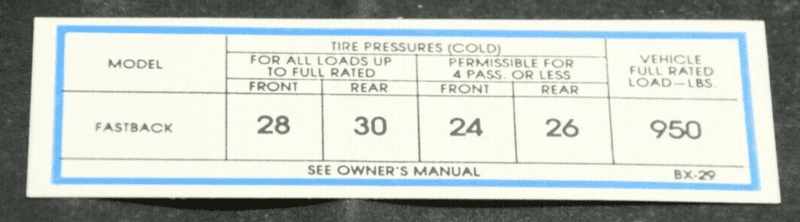 MODEL
TIRE PRESSURES (COLD)
FOR ALL LOADS UP
TO FULL RATED
PERMISSIBLE FOR
4 PASS. OR LESS
VEHICLE
FULL RATED
LOAD—LBS.
FRONT REAR FRONT REAR
FASTBACK 28 30 24 26 950
SEE OWNER'S MANUAL BX-29